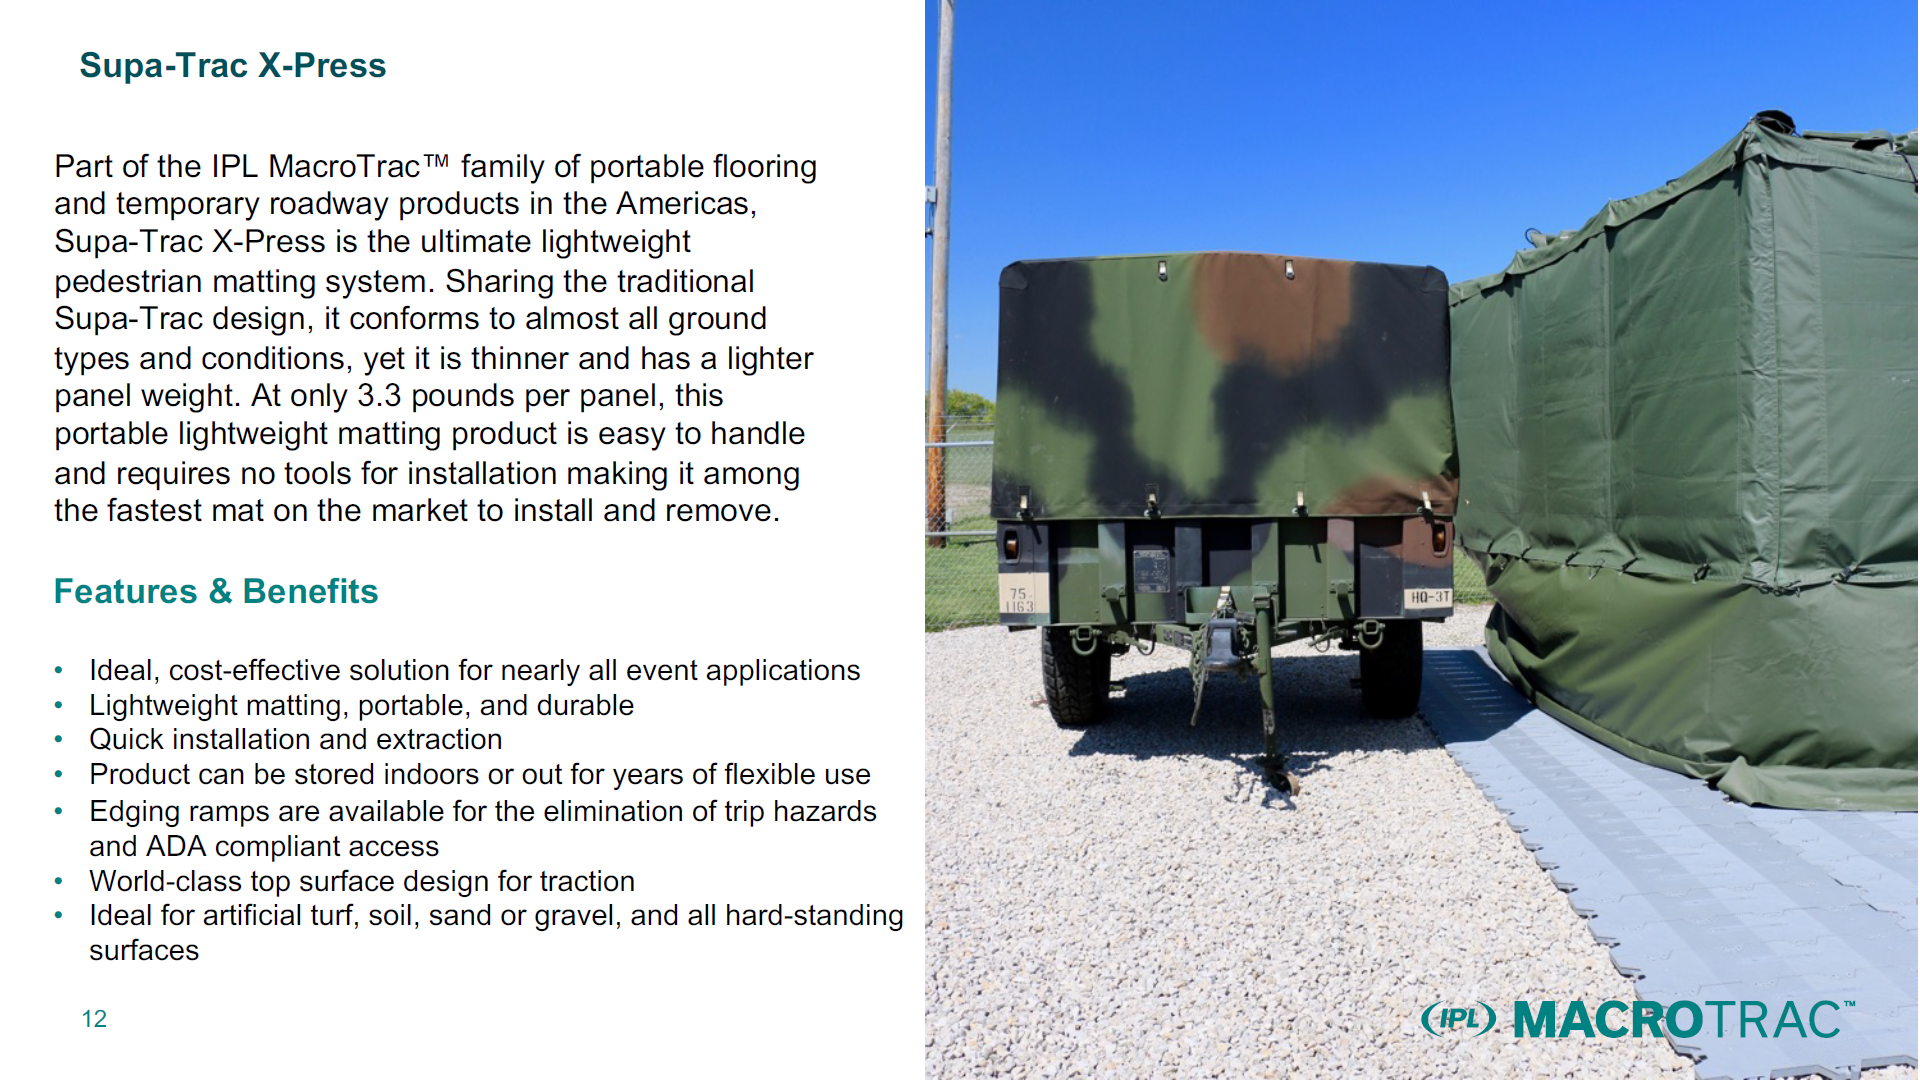 Supa-Trac X-Press
Part of the IPL MacroTrac™ family of portable flooring
and temporary roadway products in the Americas,
Supa-Trac X-Press is the ultimate lightweight
pedestrian matting system. Sharing the traditional
Supa-Trac design, it conforms to almost all ground
types and conditions, yet it is thinner and has a lighter
panel weight. At only 3.3 pounds per panel, this
portable lightweight matting product is easy to handle
and requires no tools for installation making it among
the fastest mat on the market to install and remove.
Features & Benefits
• Ideal, cost-effective solution for nearly all event applications
• Lightweight matting, portable, and durable
• Quick installation and extraction
• Product can be stored indoors or out for years of flexible use
• Edging ramps are available for the elimination of trip hazards
and ADA compliant access
• World-class top surface design for traction
• Ideal for artificial turf, soil, sand or gravel, and all hard-standing
surfaces
12
75
1163
HQ-3T
IPL MACROTRAC™